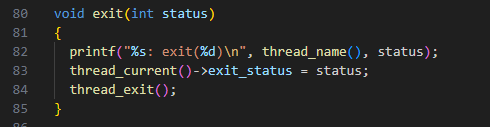 80 void exit(int status)
81 {
82 printf("%s: exit(%d)\n", thread_name(), status);
83 thread_current()->exit_status = status;
84 thread_exit();
85 }
86